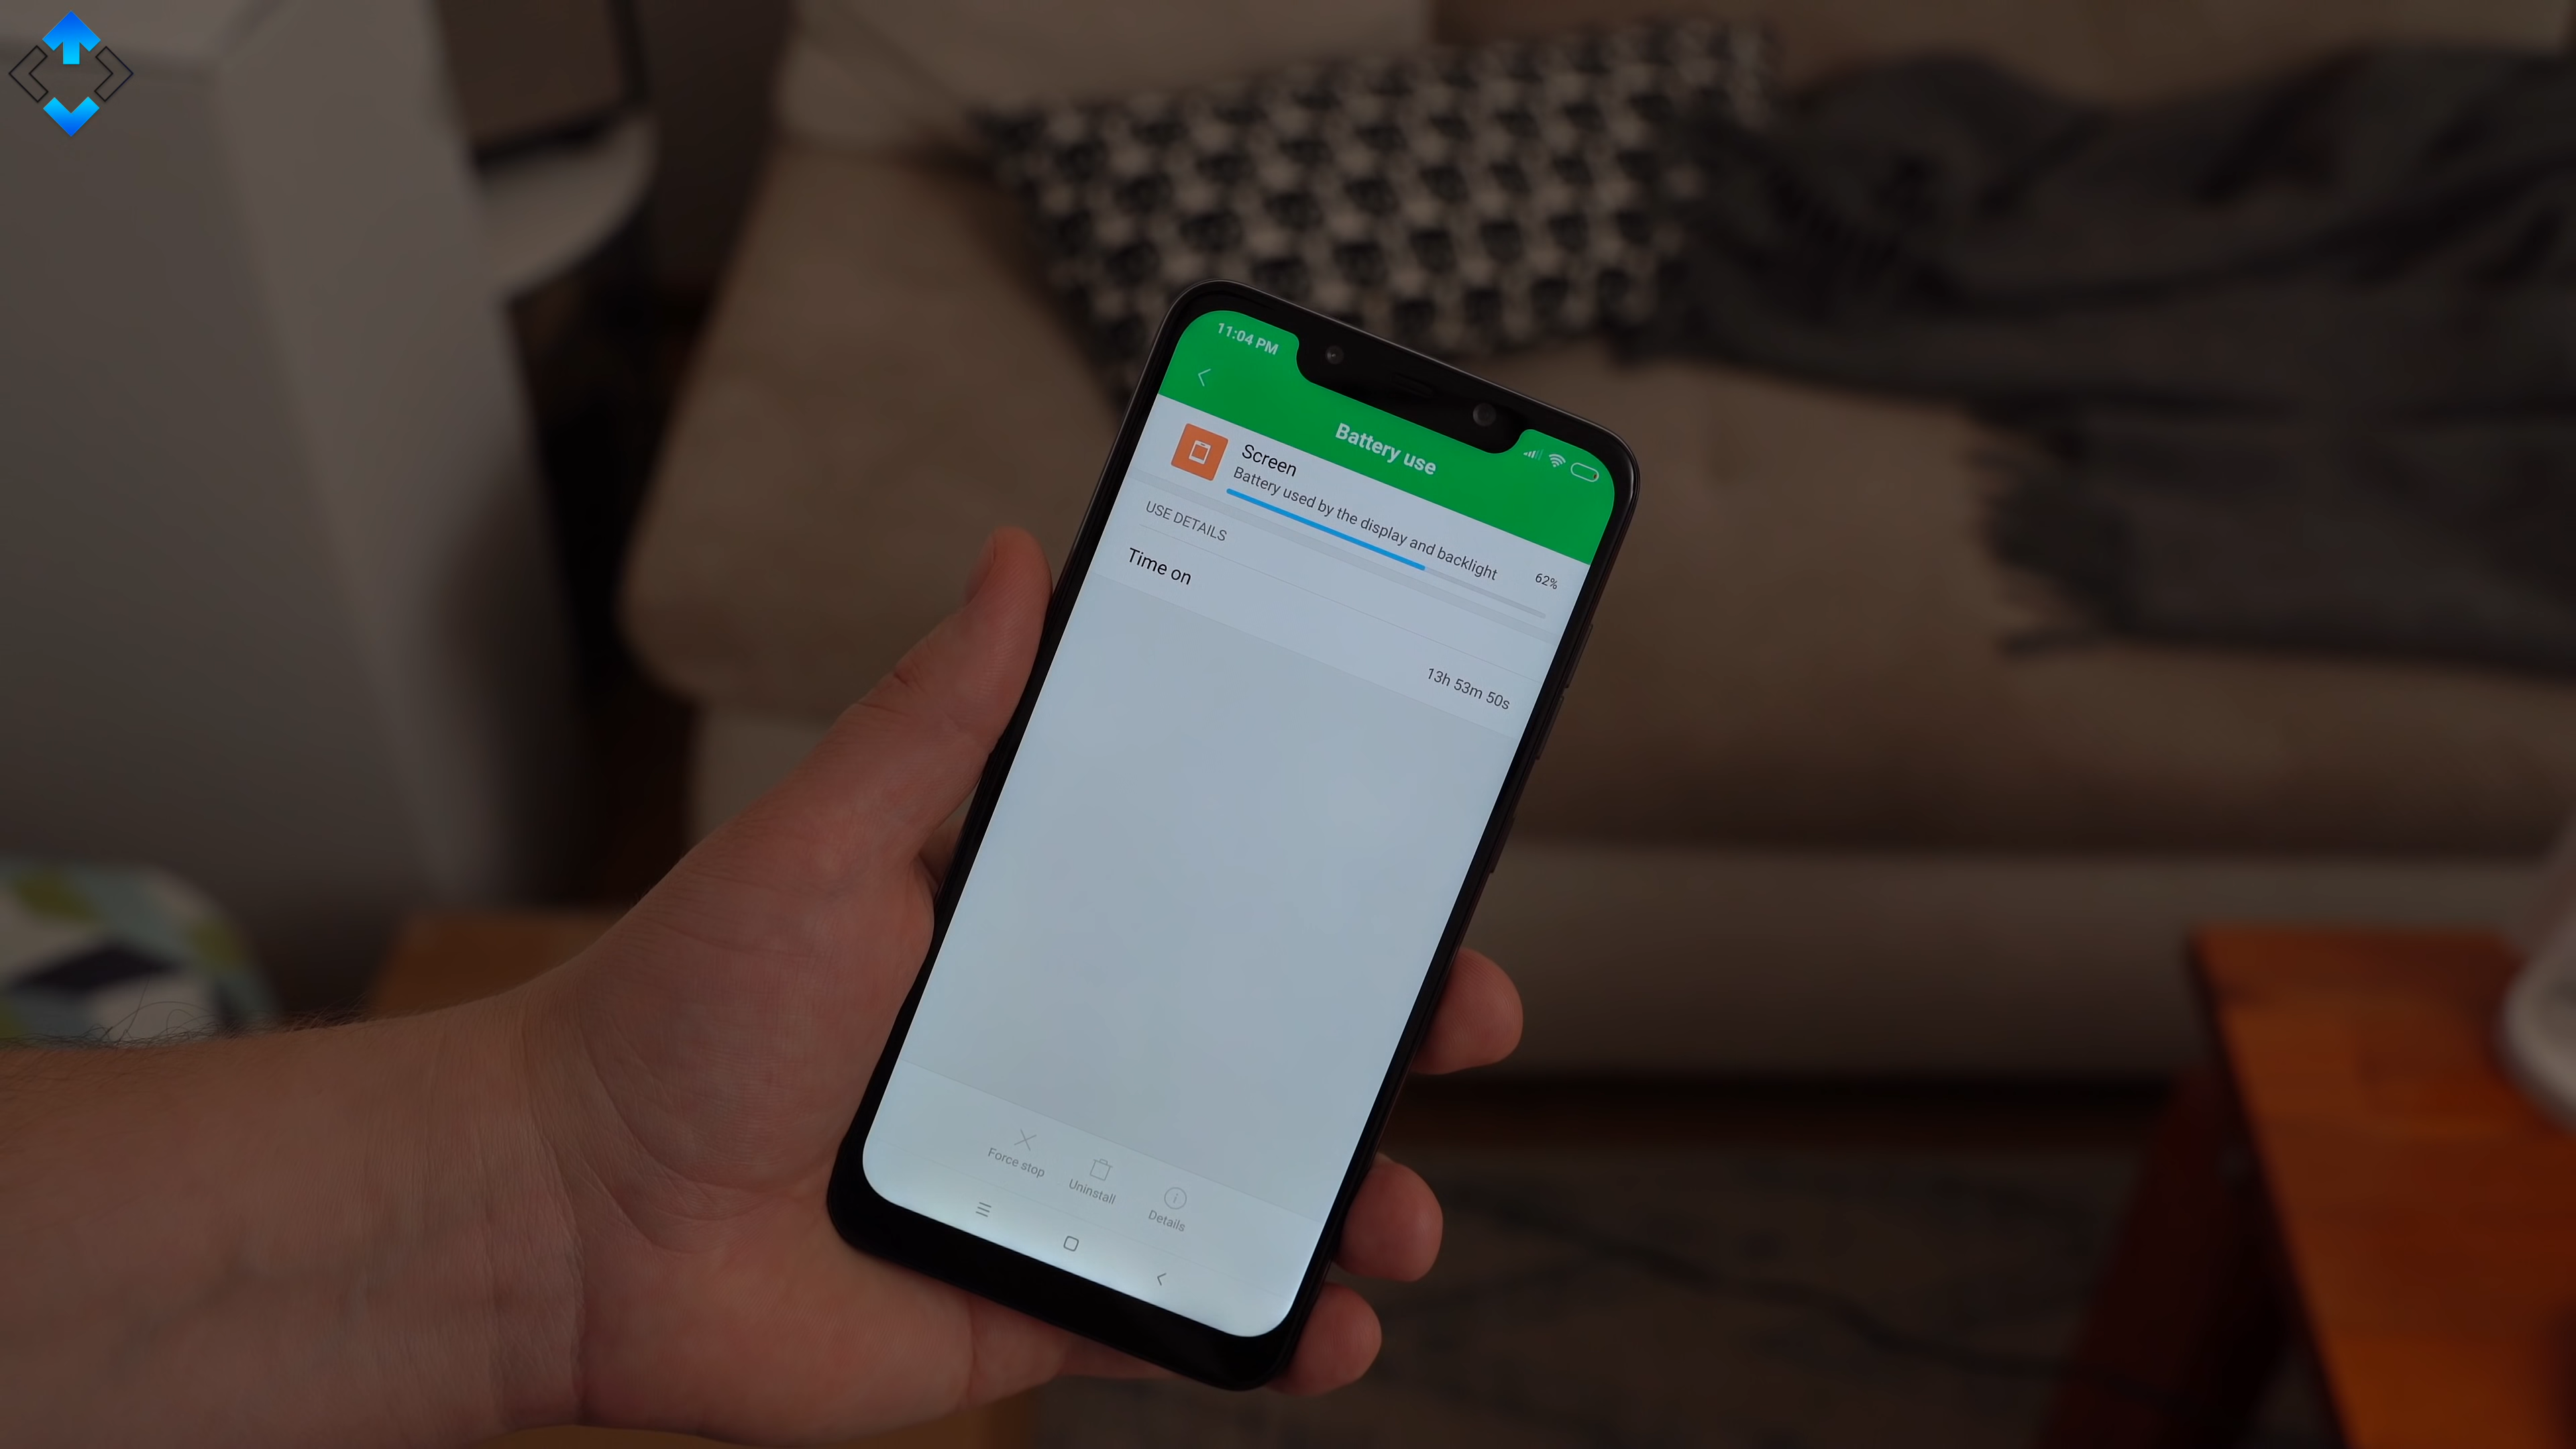 11:04 PM
Battery use
Screen
Battery used by the display and backlight
62%
USE DETAILS
Time on
13h 53m 50s
Force stop
Uninstall
Details